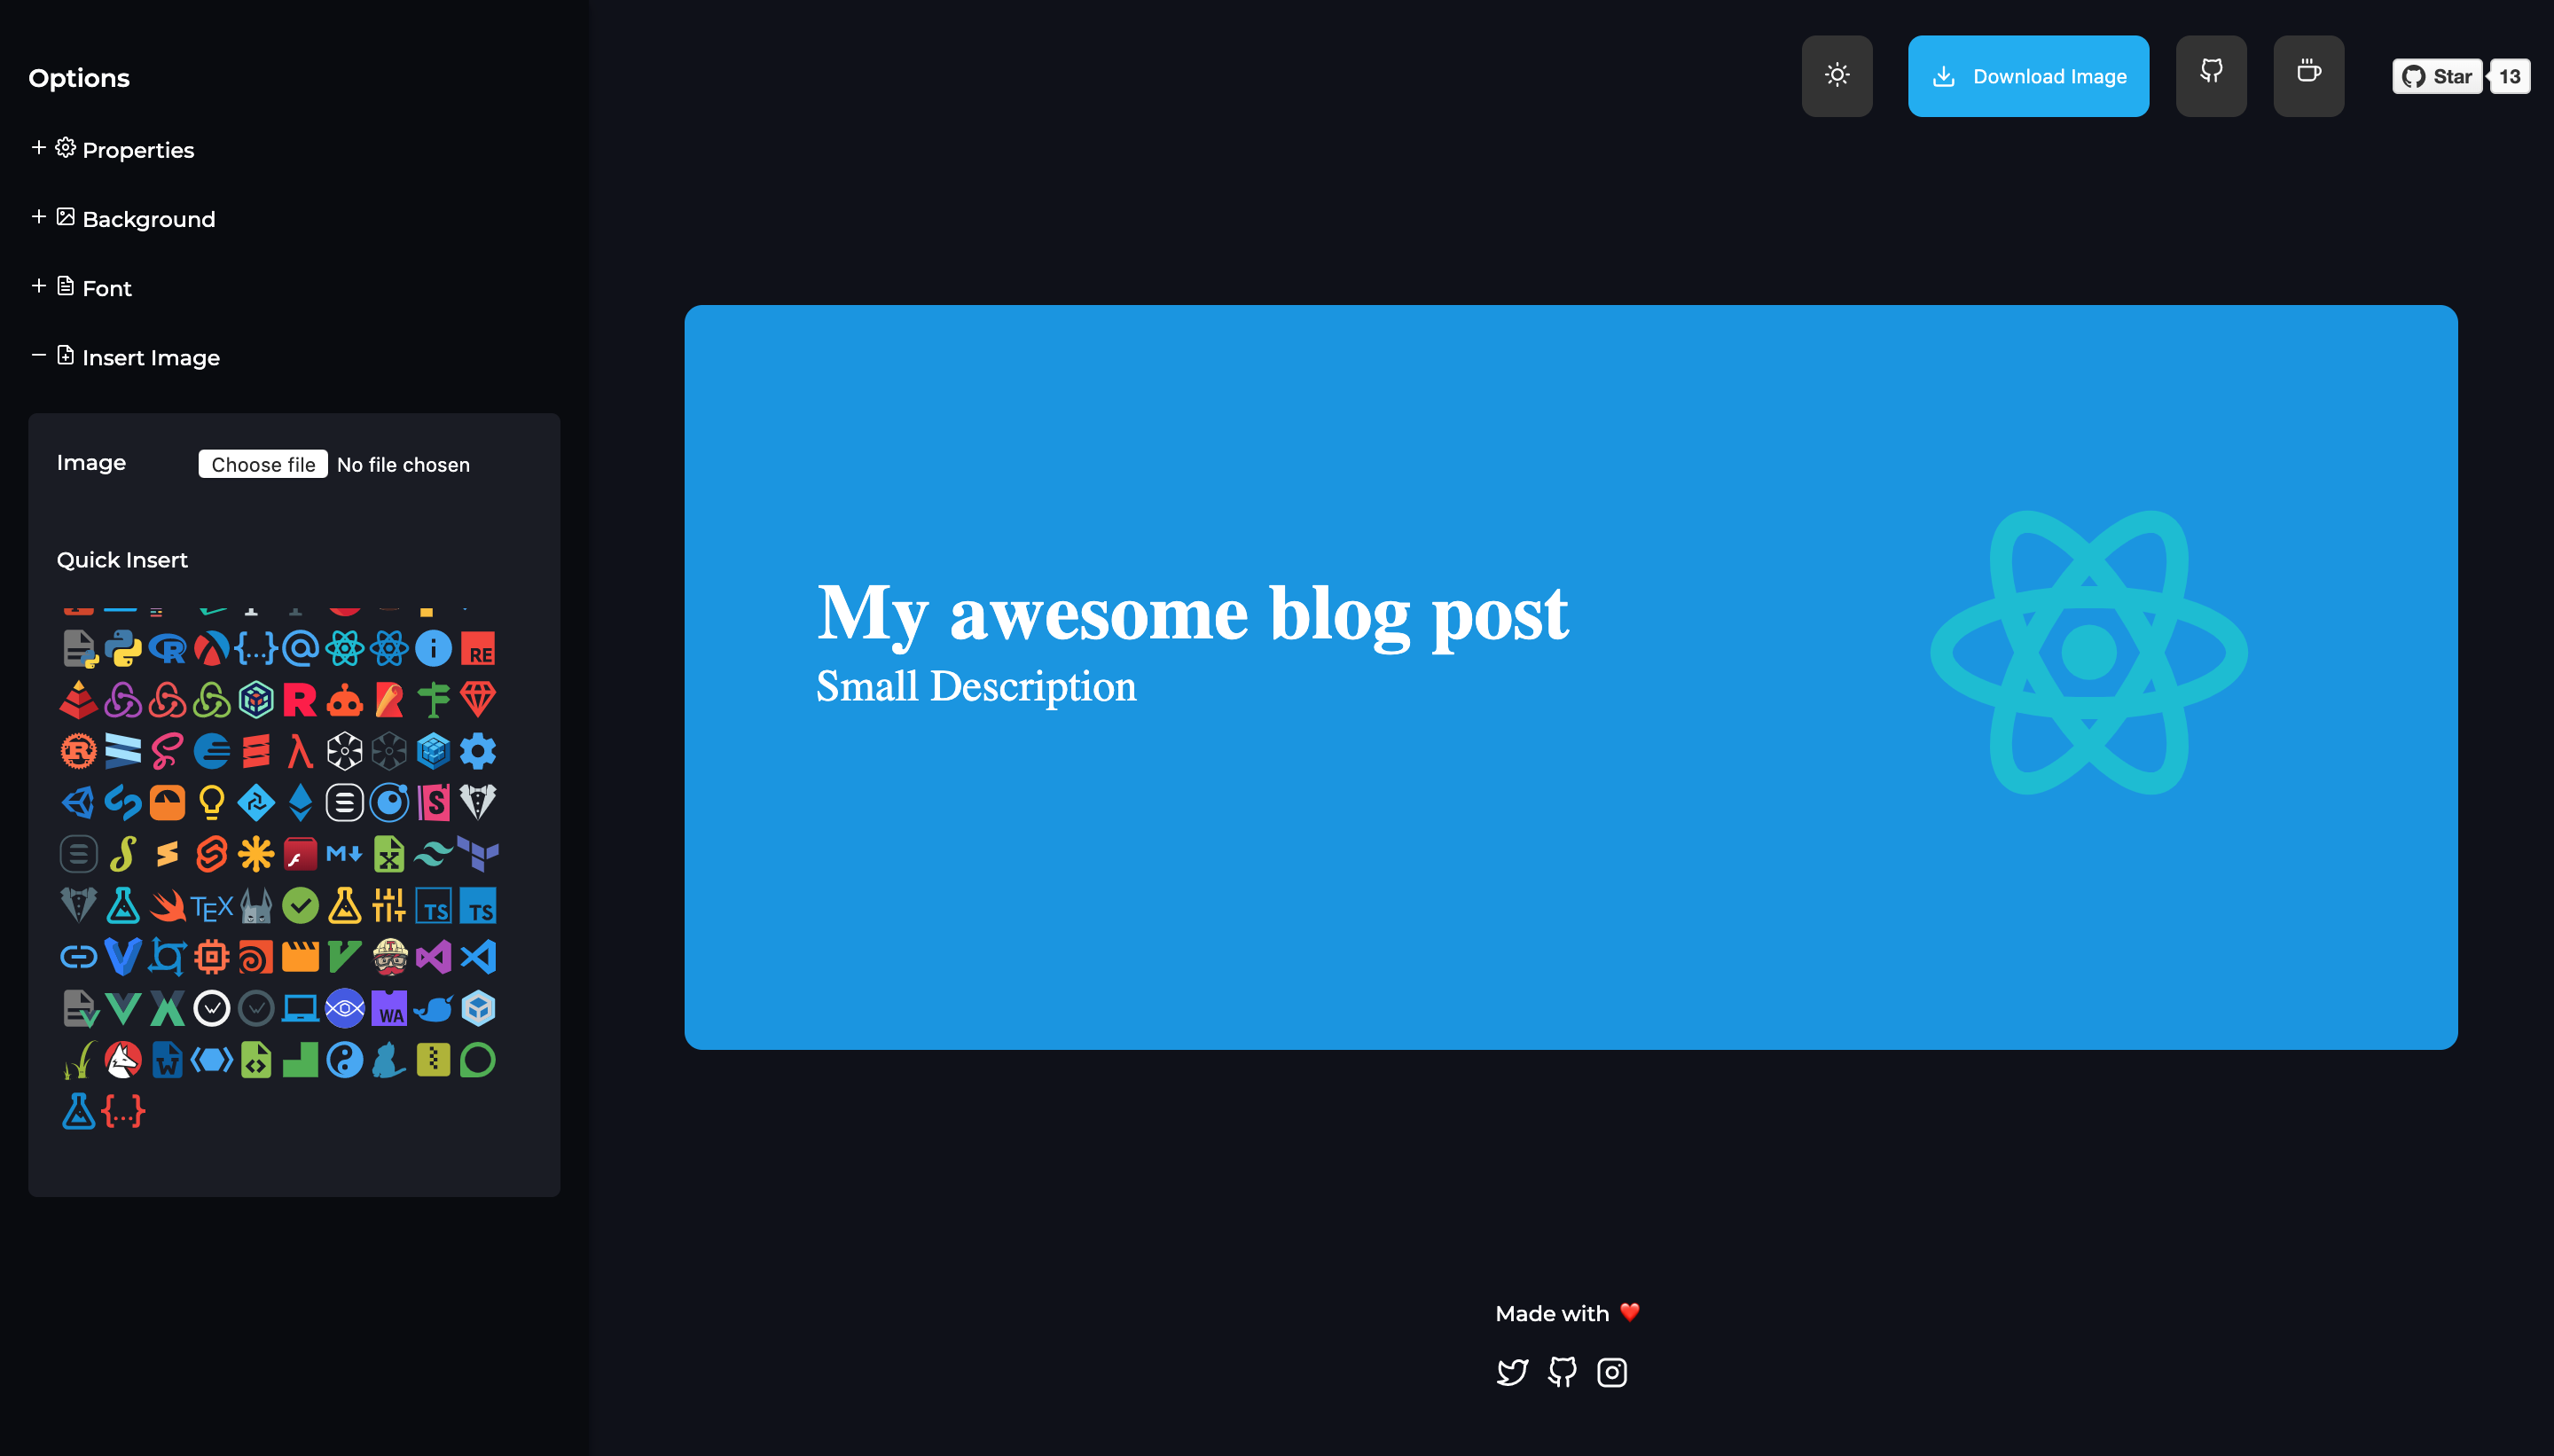 Options
Properties
Background
Font
Insert Image
Image
Choose file No file chosen
Quick Insert
Download Image
Star 13
My awesome blog post
Small Description
R
{...}
RE
R
S
M
X
TEX
TS
TS
WA
W
{...}
Made with